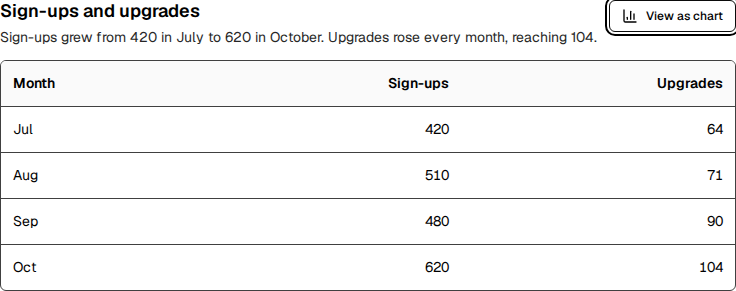 Sign-ups and upgrades
View as chart
Sign-ups grew from 420 in July to 620 in October. Upgrades rose every month, reaching 104.
Month Sign-ups Upgrades
Jul 420 64
Aug 510 71
Sep 480 90
Oct 620 104